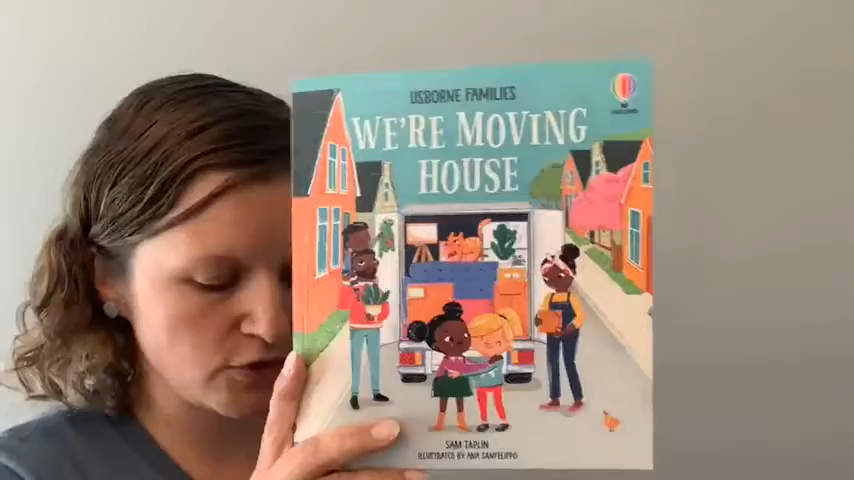 USBORNE FAMILIES
WE'RE MOVING
HOUSE
SAM TAPLIN
ILLUSTRATED BY ANA SANFELIPPO